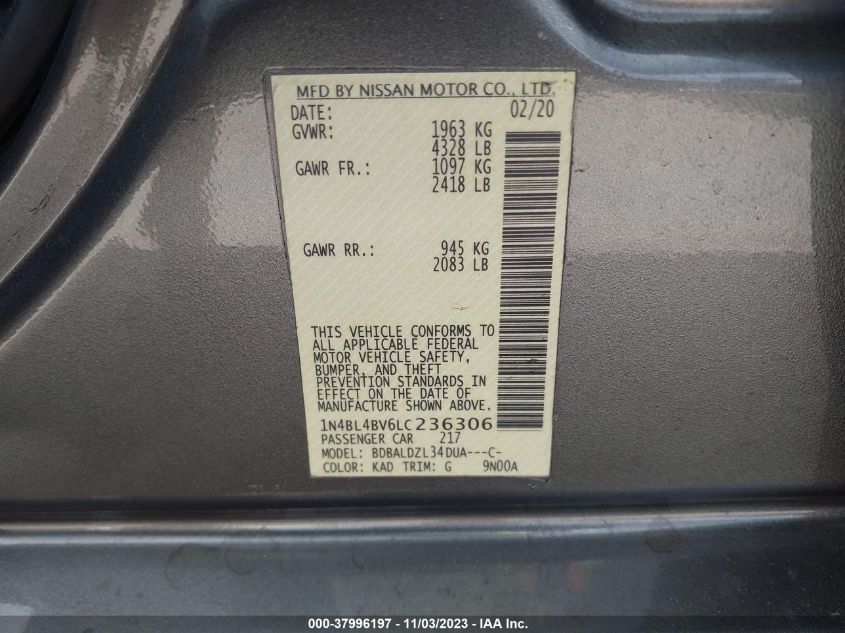 MFD BY NISSAN MOTOR CO., LTD.
DATE: 02/20
GVWR: 1963 KG
4328 LB
GAWR FR.: 1097 KG
2418 LB
GAWR RR.: 945 KG
2083 LB
THIS VEHICLE CONFORMS TO
ALL APPLICABLE FEDERAL
MOTOR VEHICLE SAFETY,
BUMPER, AND THEFT
PREVENTION STANDARDS IN
EFFECT ON THE DATE OF
MANUFACTURE SHOWN ABOVE.
1N4BL4BV6LC236306
PASSENGER CAR 217
MODEL: BDBALDZL34DUA---C-
COLOR: KAD TRIM: G 9N00A
000-37996197 - 11/03/2023 - IAA Inc.